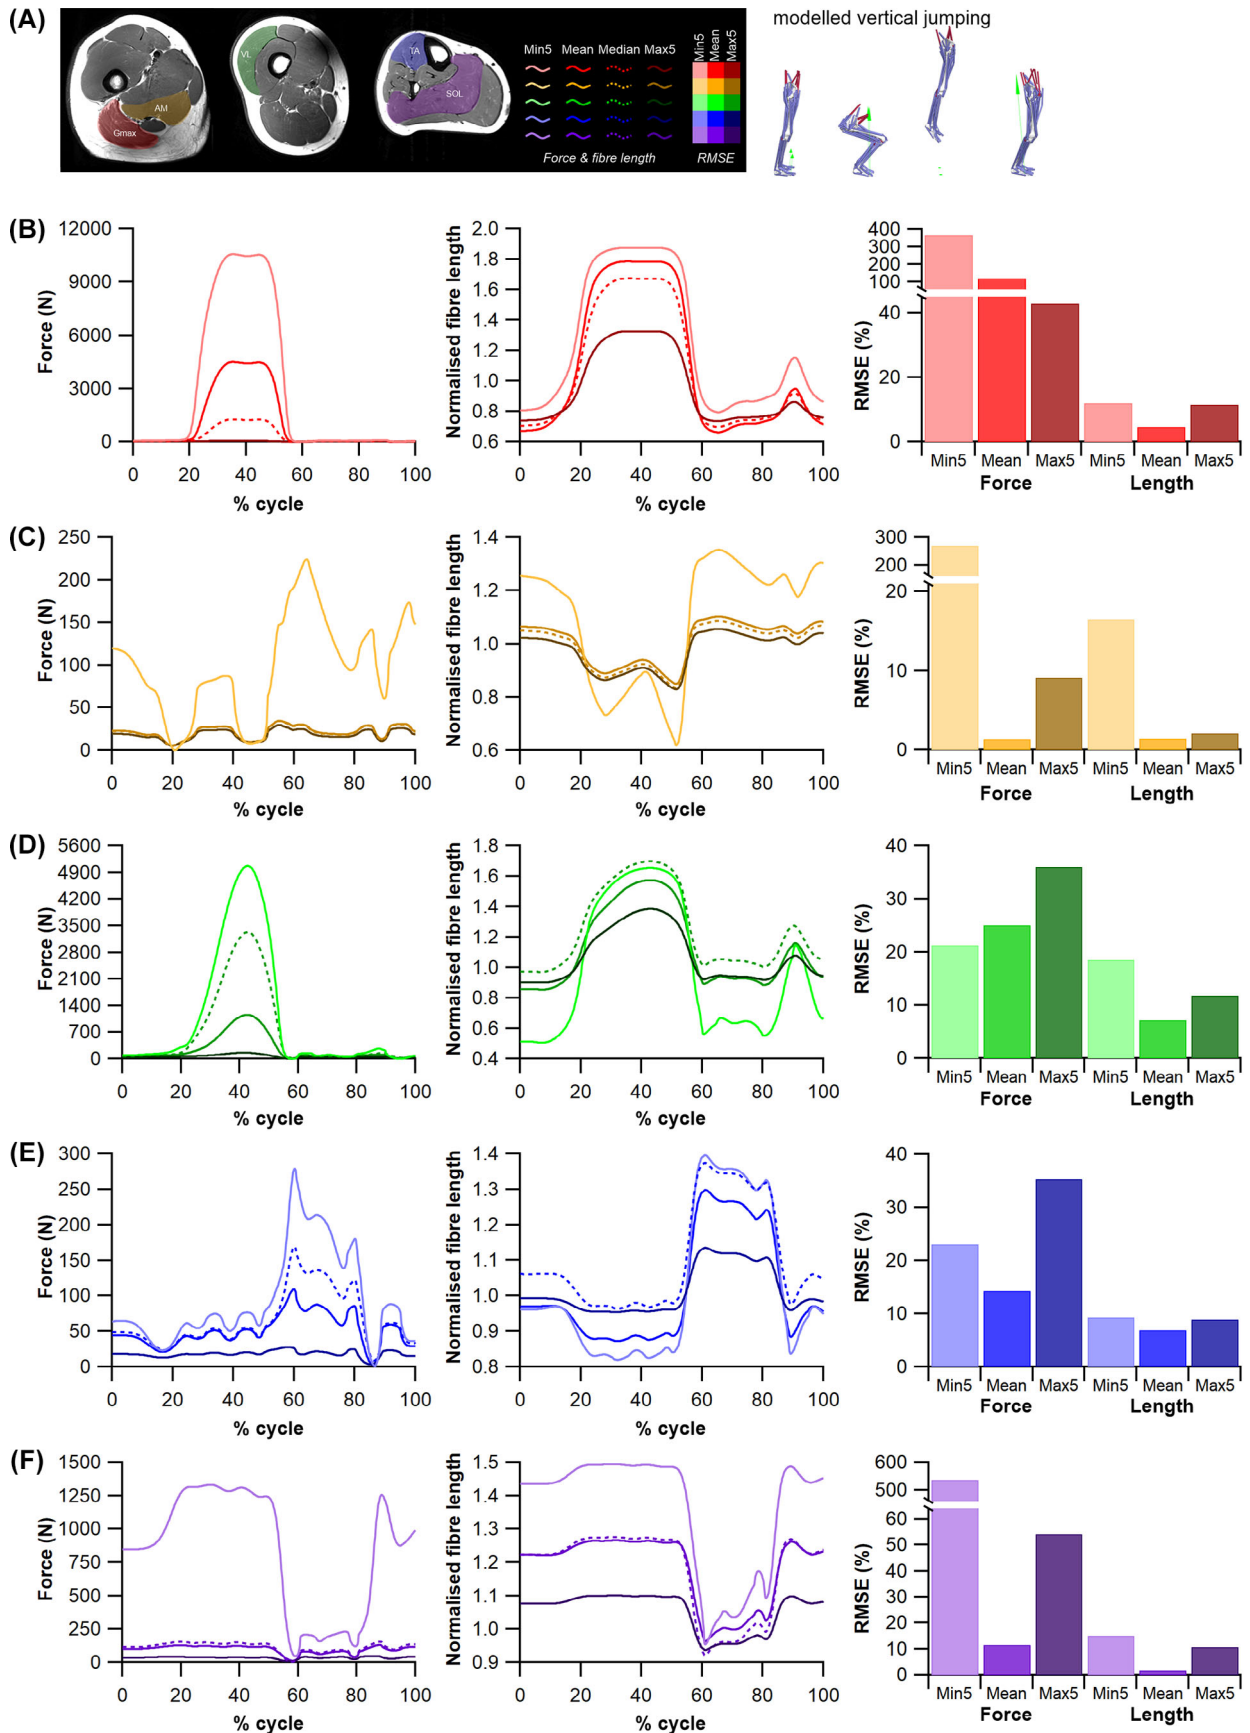 (A)
modelled vertical jumping
VL
TA
AM
Gmax
SOL
Min5 Mean Median Max5
Min5 Mean Max5
Force & fibre length
RMSE
(B)
Force (N)
12000
9000
6000
3000
0
0 20 40 60 80 100
% cycle
Normalised fibre length
2.0
1.8
1.6
1.4
1.2
1.0
0.8
0.6
0 20 40 60 80 100
% cycle
RMSE (%)
400
300
200
100
40
20
0
Min5 Mean Max5 Min5 Mean Max5
Force Length
(C)
Force (N)
250
200
150
100
50
0
0 20 40 60 80 100
% cycle
Normalised fibre length
1.4
1.2
1.0
0.8
0.6
0 20 40 60 80 100
% cycle
RMSE (%)
300
200
20
10
0
Min5 Mean Max5 Min5 Mean Max5
Force Length
(D)
Force (N)
5600
4900
4200
3500
2800
2100
1400
700
0
0 20 40 60 80 100
% cycle
Normalised fibre length
1.8
1.6
1.4
1.2
1.0
0.8
0.6
0.4
0 20 40 60 80 100
% cycle
RMSE (%)
40
30
20
10
0
Min5 Mean Max5 Min5 Mean Max5
Force Length
(E)
Force (N)
300
250
200
150
100
50
0
0 20 40 60 80 100
% cycle
Normalised fibre length
1.4
1.3
1.2
1.1
1.0
0.9
0.8
0 20 40 60 80 100
% cycle
RMSE (%)
40
30
20
10
0
Min5 Mean Max5 Min5 Mean Max5
Force Length
(F)
Force (N)
1500
1250
1000
750
500
250
0
0 20 40 60 80 100
% cycle
Normalised fibre length
1.5
1.4
1.3
1.2
1.1
1.0
0.9
0 20 40 60 80 100
% cycle
RMSE (%)
600
500
60
50
40
30
20
10
0
Min5 Mean Max5 Min5 Mean Max5
Force Length